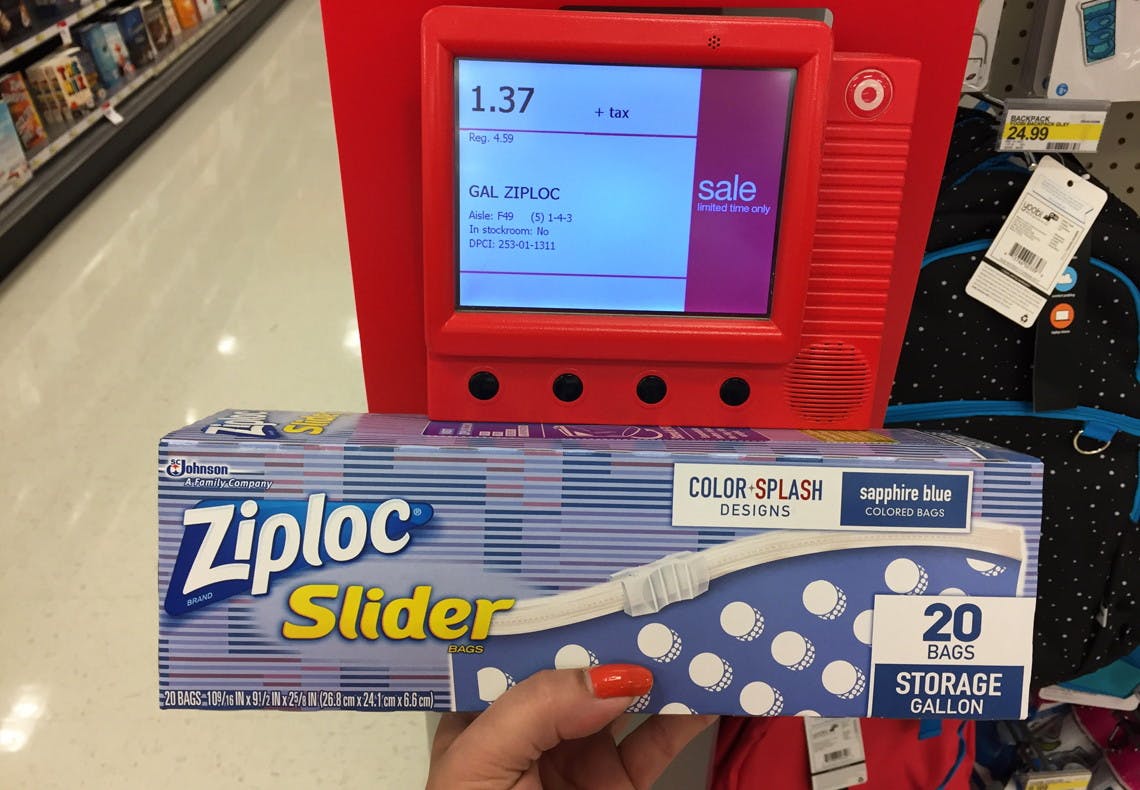 1.37 + tax
Reg. 4.59
GAL ZIPLOC
Aisle: F49 (5) 1-4-3
In stockroom: No
DPCI: 253-01-1311
sale
limited time only
BACKPACK
24.99
yoobi
Ziploc
Slider
SC Johnson
A Family Company
Ziploc®
BRAND
Slider
BAGS
COLOR SPLASH
DESIGNS
sapphire blue
COLORED BAGS
20
BAGS
STORAGE
GALLON
20 BAGS 10 9/16 IN x 9 1/2 IN x 2 5/8 IN (26.8 cm x 24.1 cm x 6.6 cm)